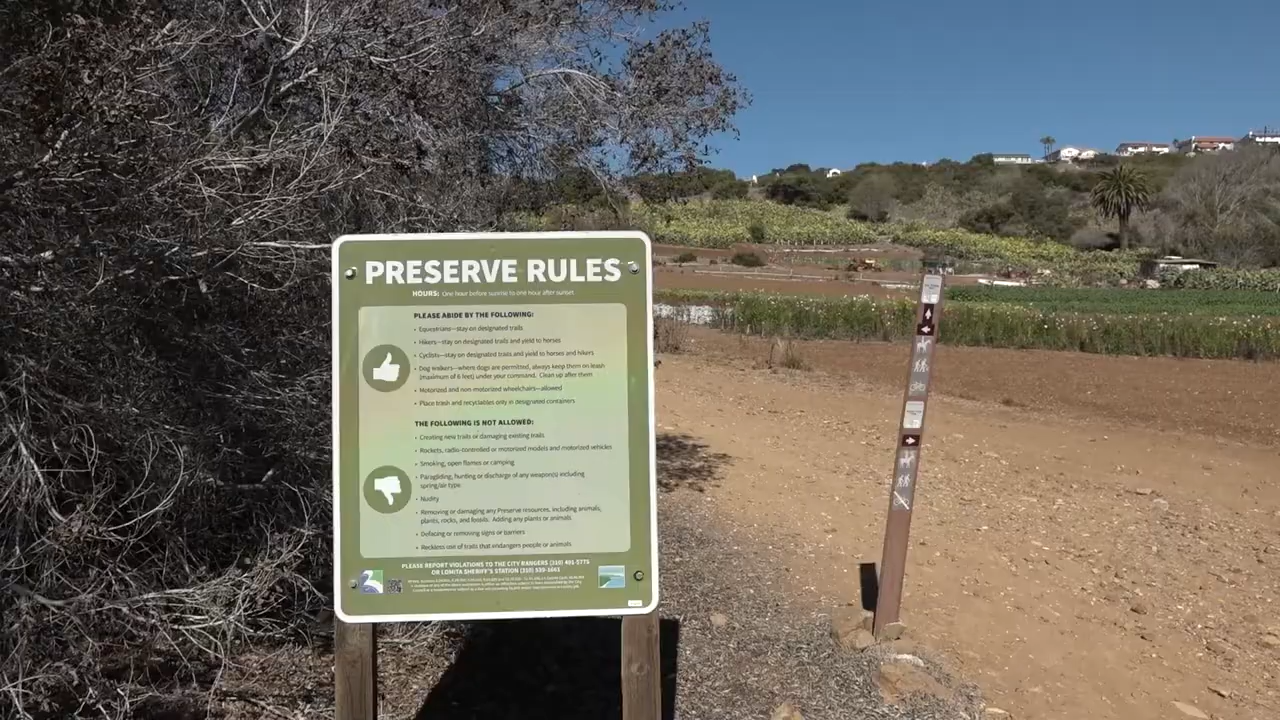 PRESERVE RULES
HOURS: One hour before sunrise to one hour after sunset
PLEASE ABIDE BY THE FOLLOWING:
• Equestrians—stay on designated trails
• Hikers—stay on designated trails and yield to horses
• Cyclists—stay on designated trails and yield to horses and hikers
• Dog walkers—where dogs are permitted, always keep them on leash
(maximum of 6 feet) under your command. Clean up after them
• Motorized and non-motorized wheelchairs—allowed
• Place trash and recyclables only in designated containers
THE FOLLOWING IS NOT ALLOWED:
• Creating new trails or damaging existing trails
• Rockets, radio-controlled or motorized models and motorized vehicles
• Smoking, open flames or camping
• Paragliding, hunting or discharge of any weapon(s) including
spring/air type
• Nudity
• Removing or damaging any Preserve resources, including animals,
plants, rocks, and fossils. Adding any plants or animals
• Defacing or removing signs or barriers
• Reckless use of trails that endangers people or animals
PLEASE REPORT VIOLATIONS TO THE CITY RANGERS (310) 491-5775
OR LOMITA SHERIFF'S STATION (310) 539-1661